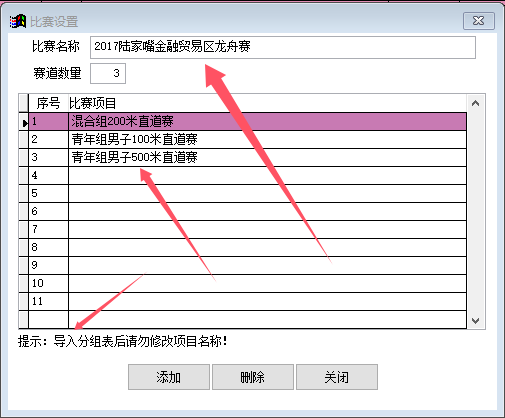 比赛设置
比赛名称 2017陆家嘴金融贸易区龙舟赛
赛道数量 3
序号 比赛项目
1 混合组200米直道赛
2 青年组男子100米直道赛
3 青年组男子500米直道赛
4
5
6
7
8
9
10
11
提示：导入分组表后请勿修改项目名称！
添加 删除 关闭